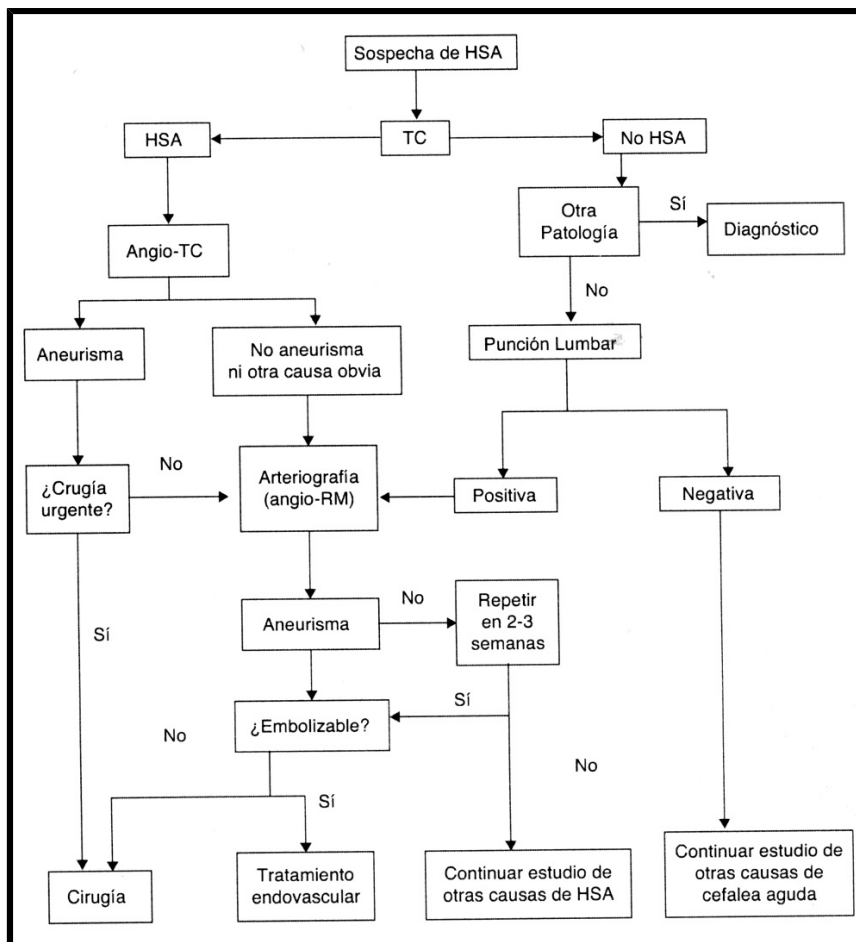 Sospecha de HSA
HSA
TC
No HSA
Otra
Patología
Sí
Diagnóstico
Angio-TC
No
Aneurisma
No aneurisma
ni otra causa obvia
Punción Lumbar
¿Crugía
urgente?
No
Arteriografía
(angio-RM)
Positiva
Negativa
Sí
Aneurisma
No
Repetir
en 2-3
semanas
No
¿Embolizable?
Sí
No
Sí
Cirugía
Tratamiento
endovascular
Continuar estudio de
otras causas de HSA
Continuar estudio de
otras causas de
cefalea aguda